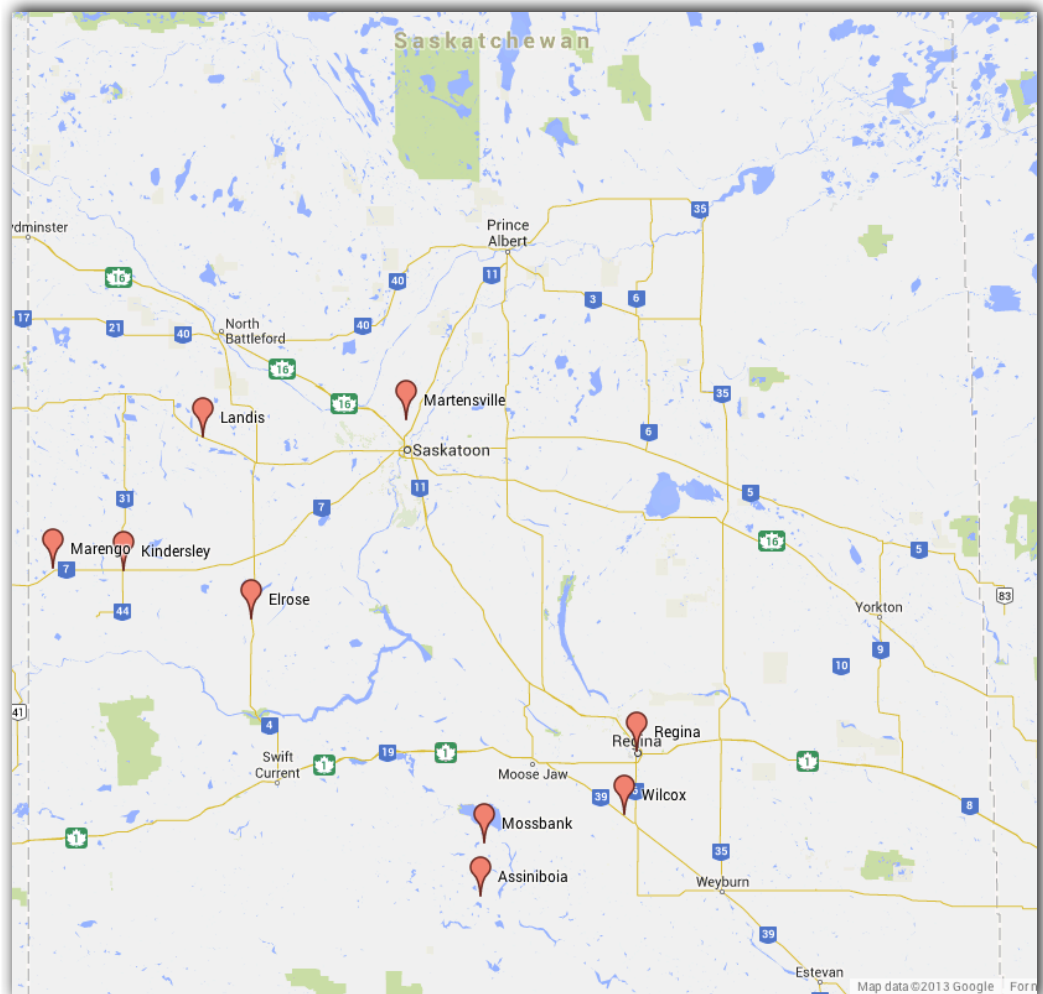 Saskatchewan
35
Prince
Albert
dminster
16
40
11
3
6
17
21
40
40
North
Battleford
16
35
16
Martensville
Landis
6
Saskatoon
11
31
7
5
16
5
Marengo
Kindersley
7
44
Elrose
83
Yorkton
9
10
41
4
Regina
Regina
19
1
1
1
Swift
Current
Moose Jaw
39
Wilcox
8
Mossbank
1
35
Assiniboia
Weyburn
39
Estevan
Map data ©2013 Google